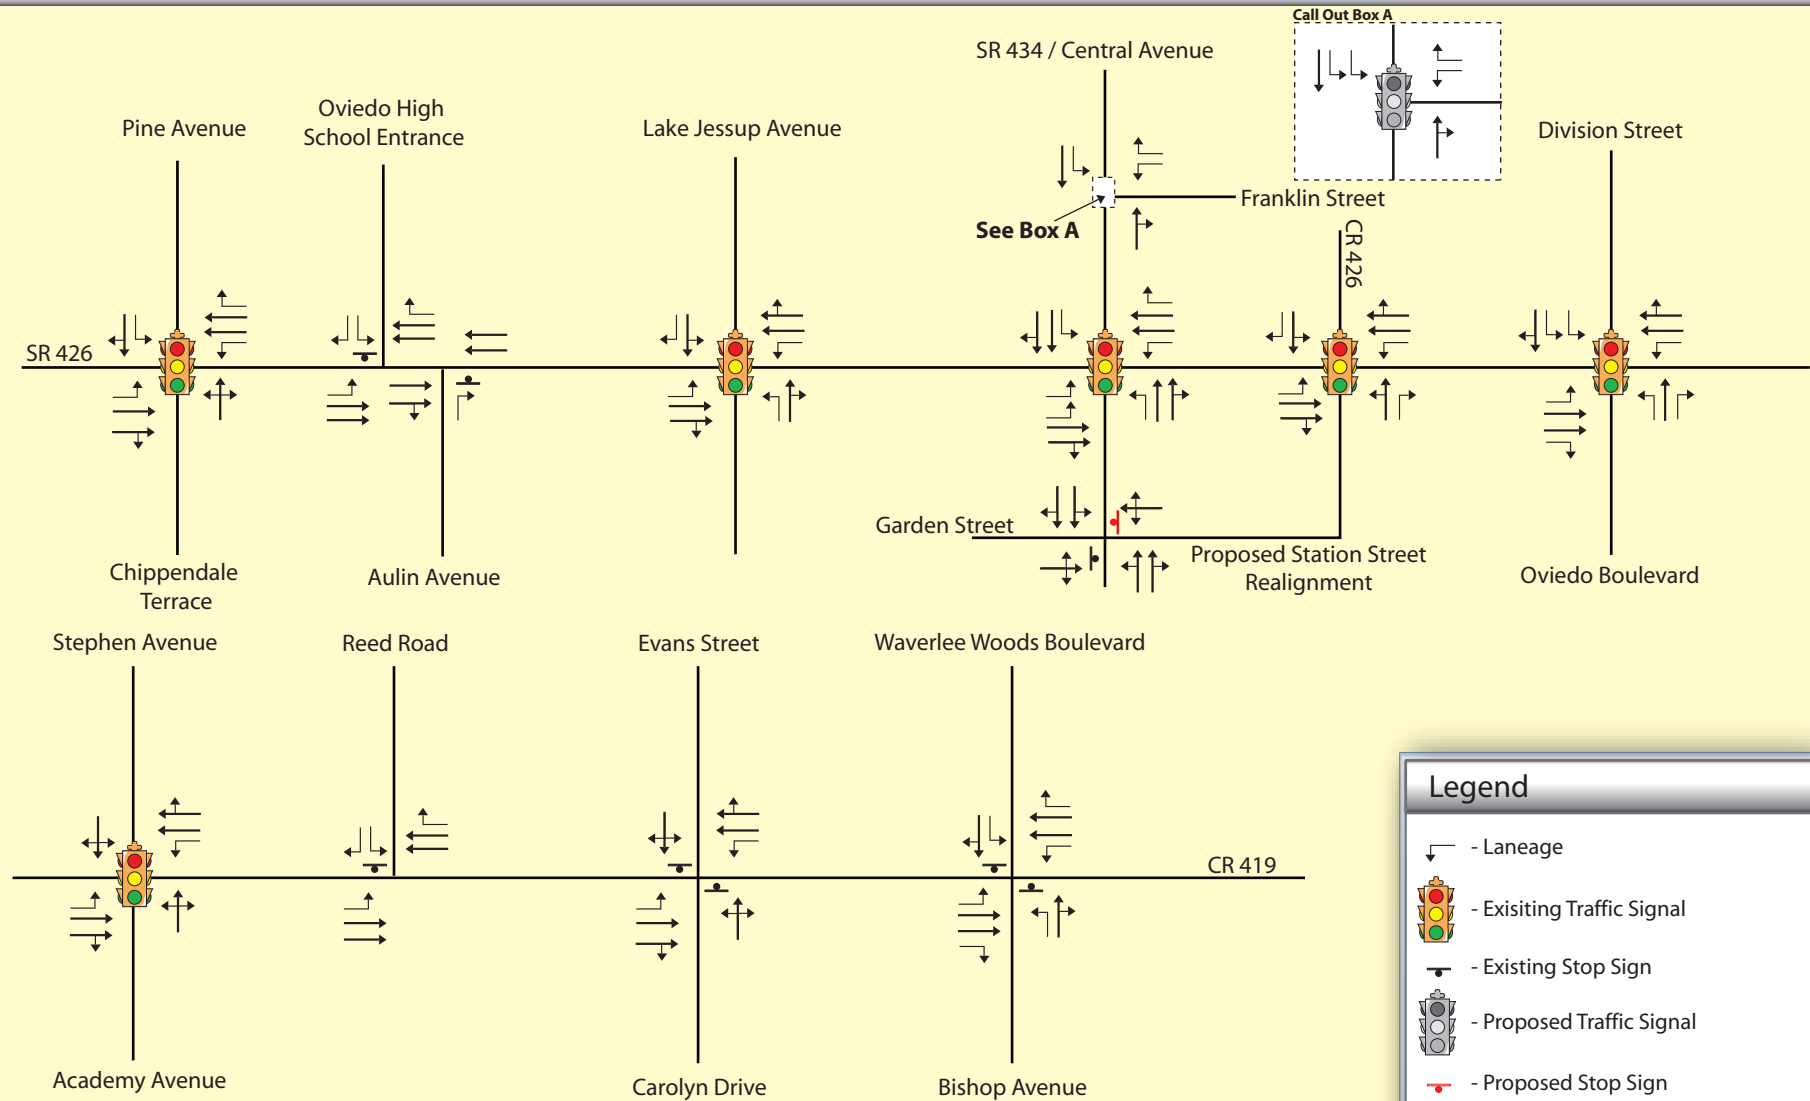 Call Out Box A
SR 434 / Central Avenue
Oviedo High
School Entrance
Pine Avenue
Lake Jessup Avenue
Division Street
Franklin Street
See Box A
CR 426
SR 426
Garden Street
Proposed Station Street
Realignment
Chippendale
Terrace
Aulin Avenue
Oviedo Boulevard
Stephen Avenue
Reed Road
Evans Street
Waverlee Woods Boulevard
CR 419
Academy Avenue
Carolyn Drive
Bishop Avenue
Legend
- Laneage
- Exisiting Traffic Signal
- Existing Stop Sign
- Proposed Traffic Signal
- Proposed Stop Sign